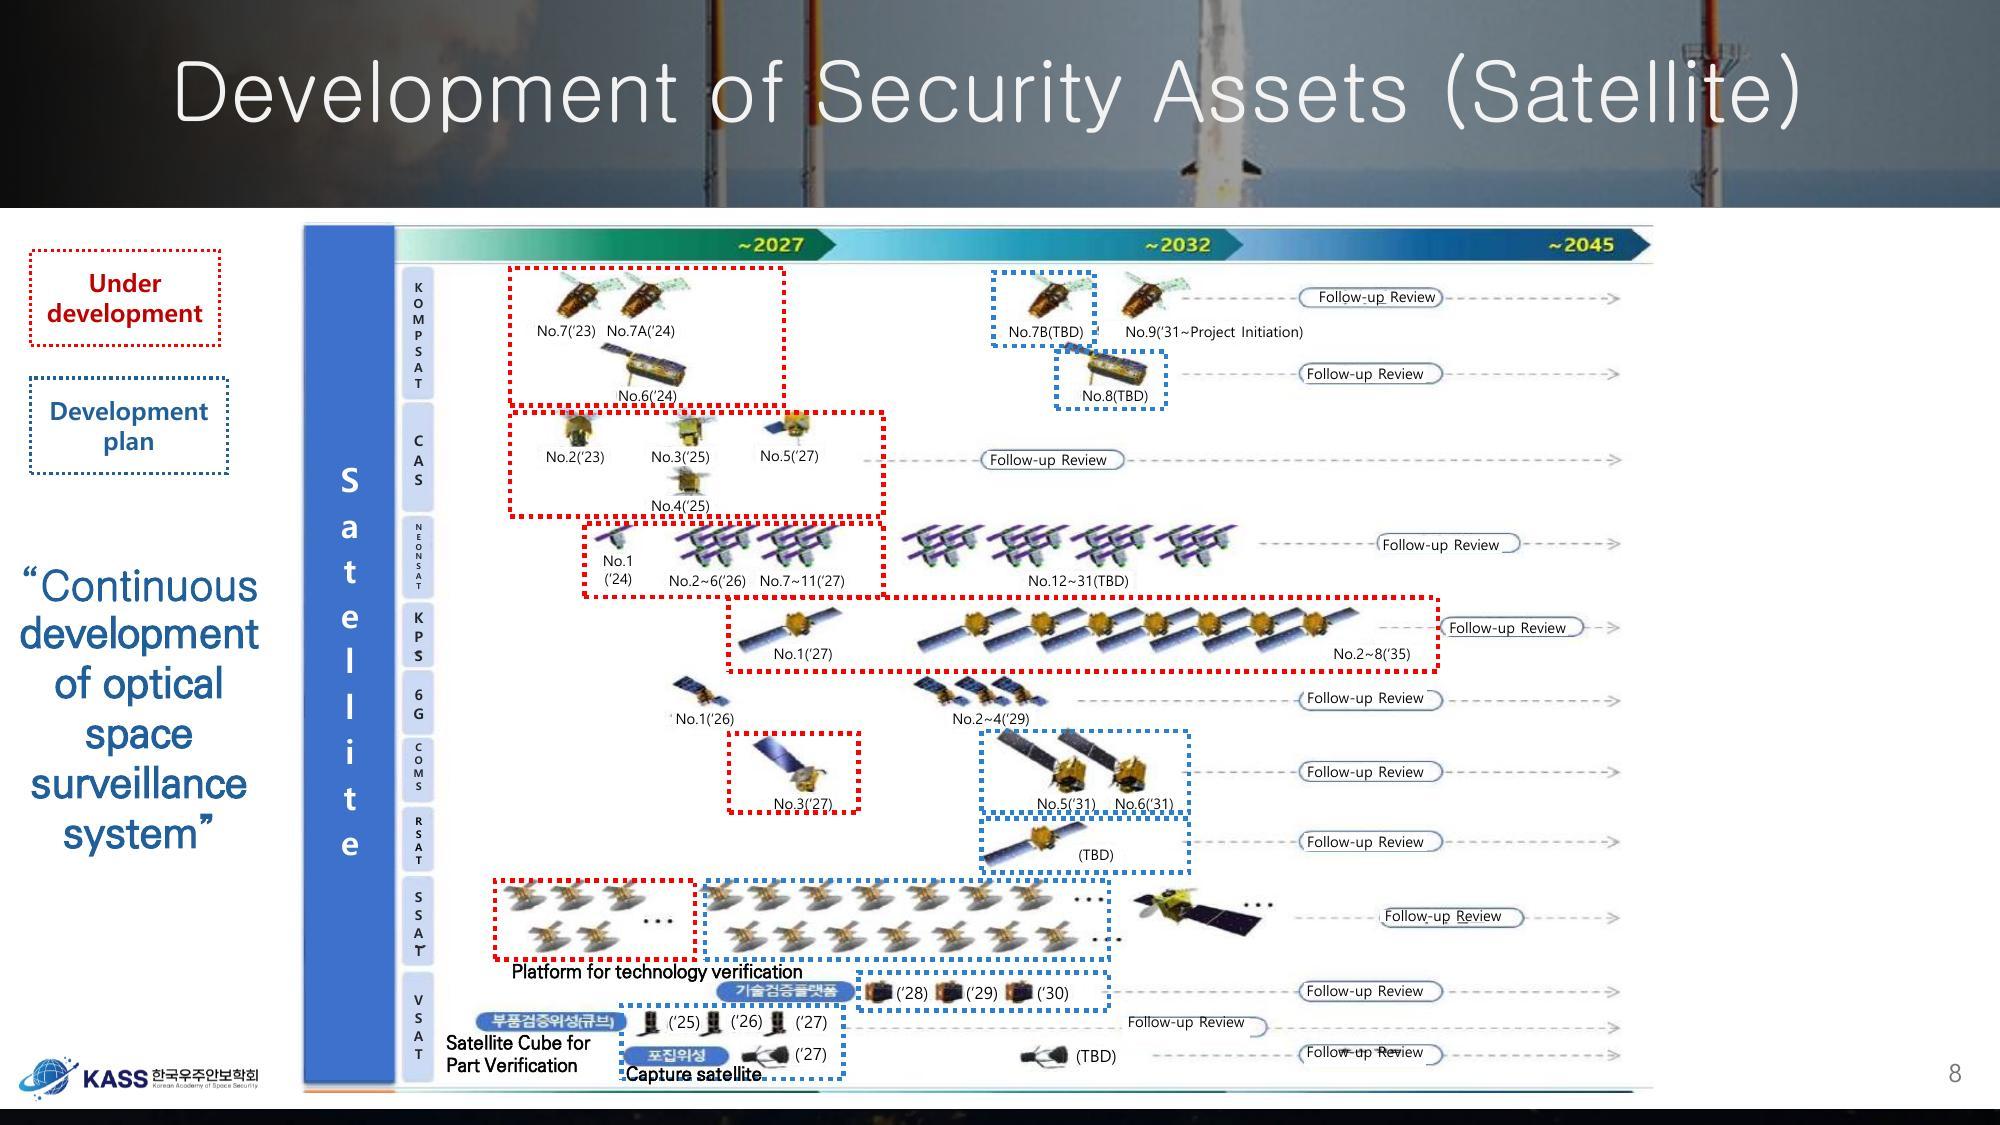 Development of Security Assets (Satellite)
Under
development
Development
plan
“Continuous
development
of optical
space
surveillance
system”
Satellite
~2027
~2032
~2045
KOMPSAT
No.7(‘23)
No.7A(‘24)
No.7B(TBD)
No.9(‘31~Project Initiation)
Follow-up Review
No.6(‘24)
No.8(TBD)
Follow-up Review
CAS
No.2(‘23)
No.3(‘25)
No.5(‘27)
No.4(‘25)
Follow-up Review
NEONSAT
No.1
(‘24)
No.2~6(‘26)
No.7~11(‘27)
No.12~31(TBD)
Follow-up Review
KPS
No.1(‘27)
No.2~8(‘35)
Follow-up Review
6G
No.1(‘26)
No.2~4(‘29)
Follow-up Review
COMS
No.3(‘27)
No.5(‘31)
No.6(‘31)
Follow-up Review
RSAT
(TBD)
Follow-up Review
SSAT
...
...
...
...
Follow-up Review
VSAT
Platform for technology verification
기술검증플랫폼
(‘28)
(‘29)
(‘30)
Follow-up Review
부품검증위성(큐브)
(‘25)
(‘26)
(‘27)
Follow-up Review
Satellite Cube for
Part Verification
포집위성
(‘27)
(TBD)
Follow-up Review
Capture satellite
KASS 한국우주안보학회
Korean Academy of Space Security
8